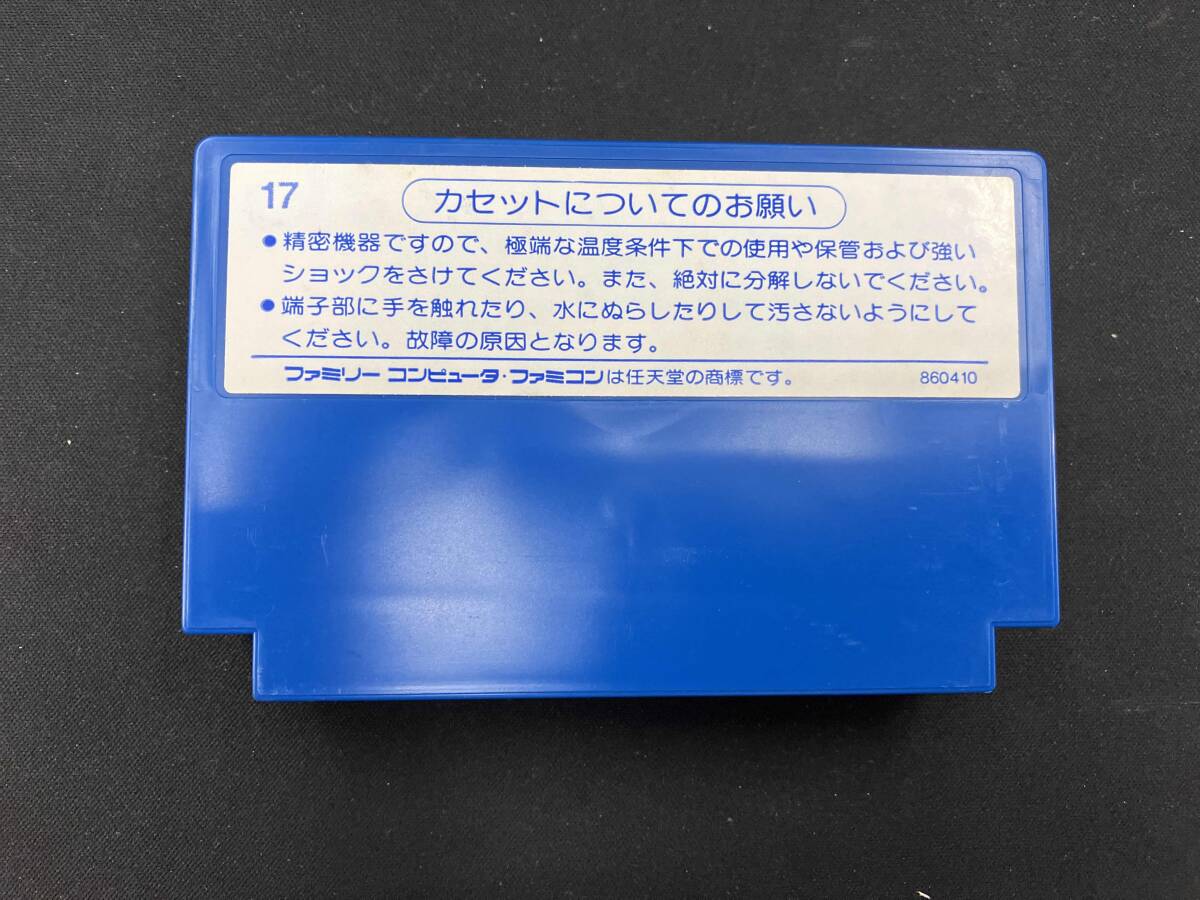 17
カセットについてのお願い
●精密機器ですので、極端な温度条件下での使用や保管および強い
ショックをさけてください。また、絶対に分解しないでください。
●端子部に手を触れたり、水にぬらしたりして汚さないようにして
ください。故障の原因となります。
ファミリー コンピュータ・ファミコンは任天堂の商標です。 860410